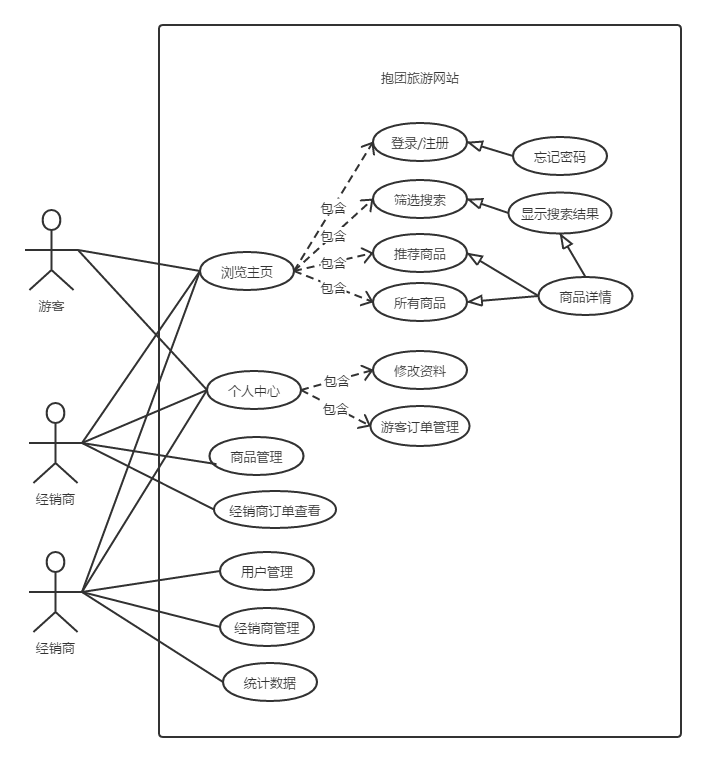 抱团旅游网站
登录/注册
忘记密码
包含
筛选搜索
显示搜索结果
包含
推荐商品
包含
浏览主页
包含
所有商品
商品详情
游客
修改资料
包含
个人中心
包含
游客订单管理
商品管理
经销商
经销商订单查看
用户管理
经销商管理
经销商
统计数据